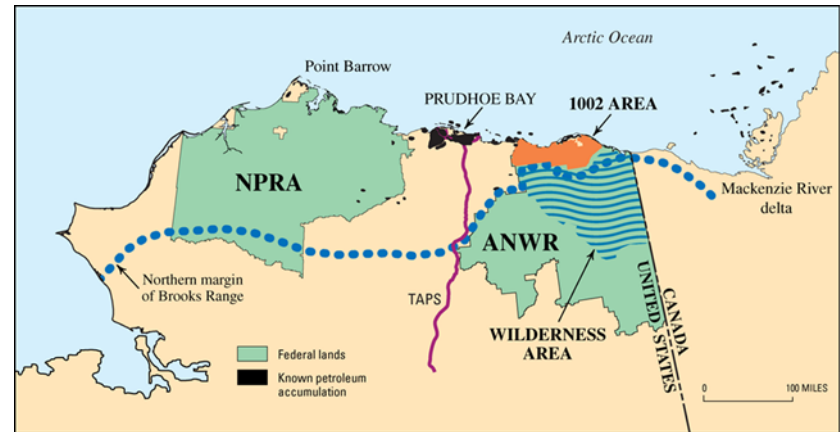 Arctic Ocean
Point Barrow
PRUDHOE BAY
1002 AREA
NPRA
Mackenzie River
delta
ANWR
Northern margin
of Brooks Range
TAPS
WILDERNESS
AREA
CANADA
UNITED STATES
Federal lands
Known petroleum
accumulation
0 100 MILES